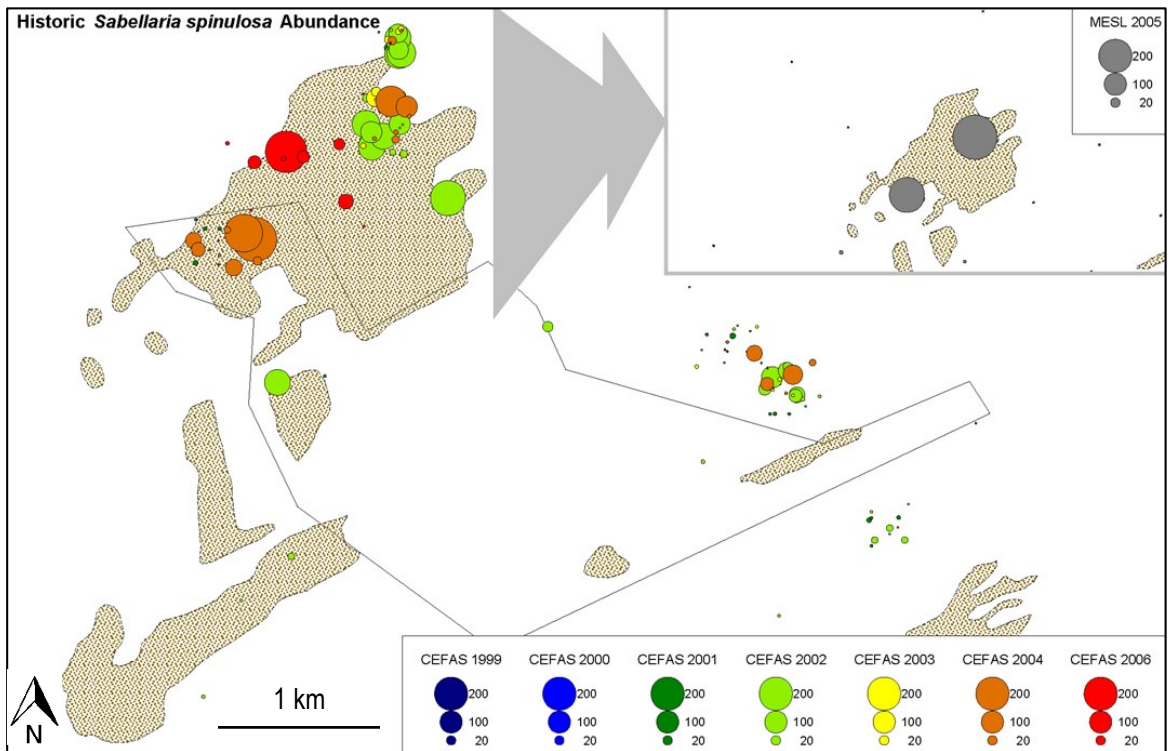 Historic Sabellaria spinulosa Abundance
MESL 2005
200
100
20
N
1 km
CEFAS 1999 CEFAS 2000 CEFAS 2001 CEFAS 2002 CEFAS 2003 CEFAS 2004 CEFAS 2006
200 200 200 200 200 200 200
100 100 100 100 100 100 100
20 20 20 20 20 20 20